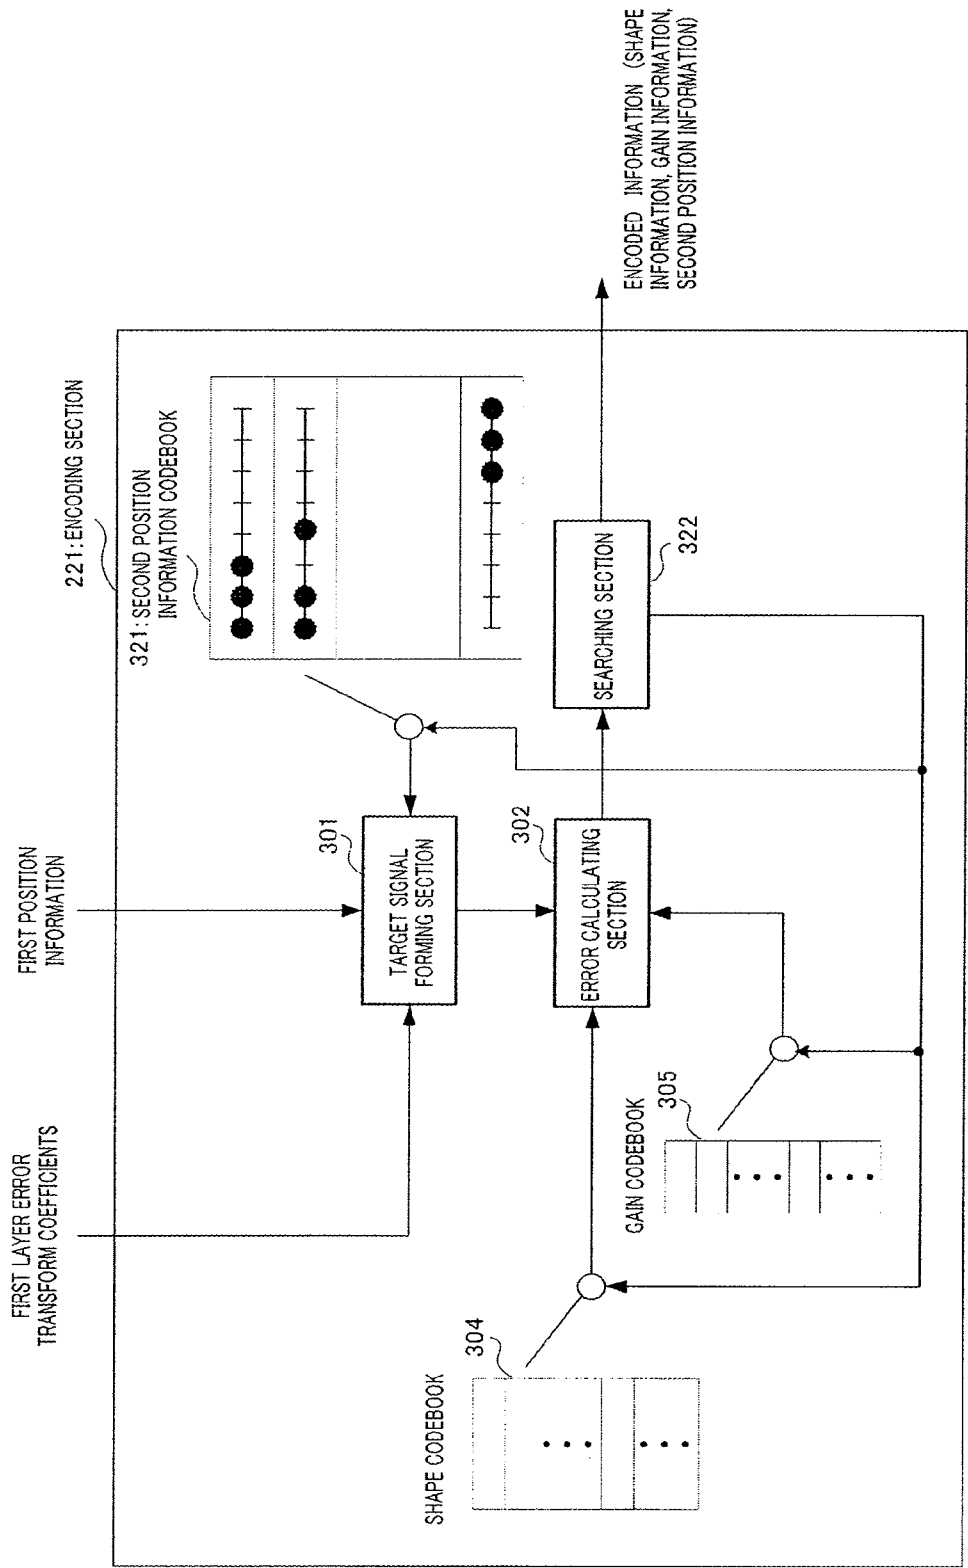 FIRST LAYER ERROR
TRANSFORM COEFFICIENTS
FIRST POSITION
INFORMATION
221: ENCODING SECTION
321: SECOND POSITION
INFORMATION CODEBOOK
301
TARGET SIGNAL
FORMING SECTION
SHAPE CODEBOOK
304
302
ERROR CALCULATING
SECTION
SEARCHING SECTION
322
ENCODED INFORMATION (SHAPE
INFORMATION, GAIN INFORMATION,
SECOND POSITION INFORMATION)
GAIN CODEBOOK
305